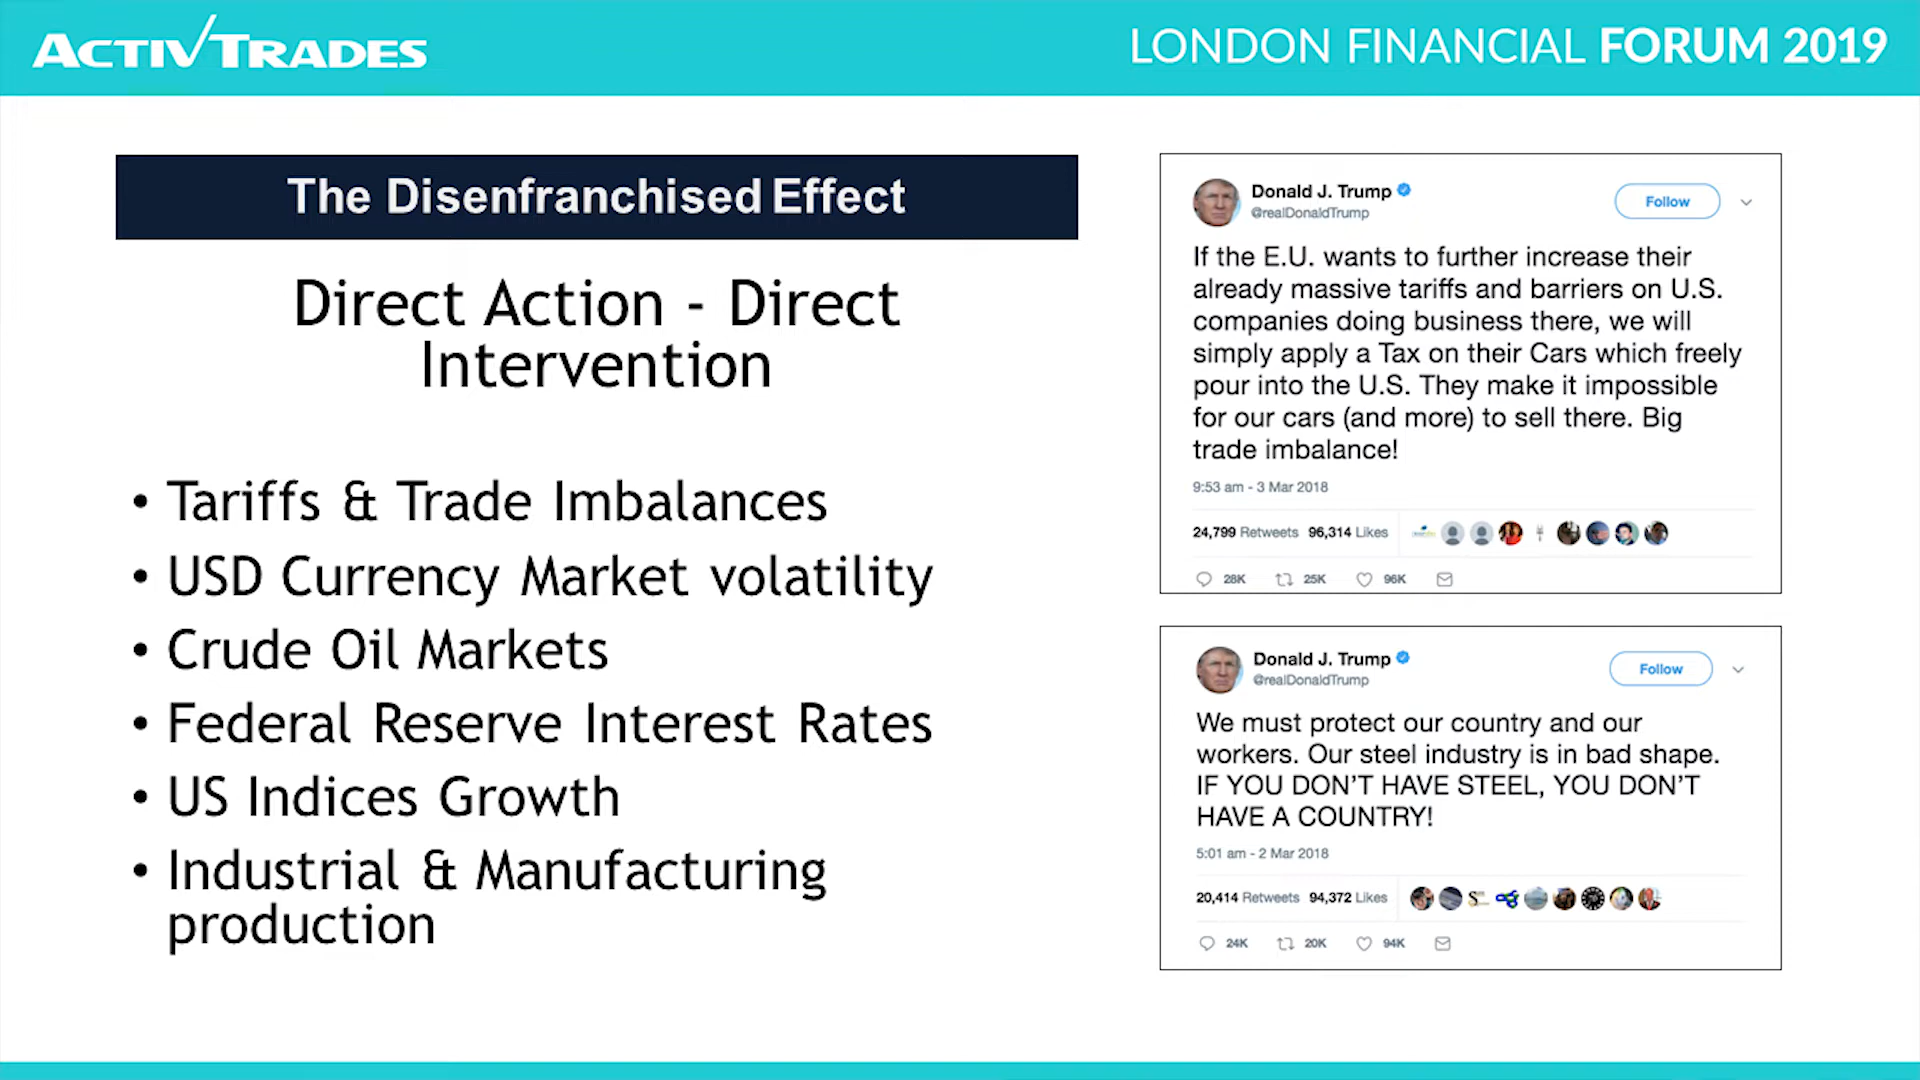 ACTIVTRADES
LONDON FINANCIAL FORUM 2019
The Disenfranchised Effect
Direct Action - Direct
Intervention
• Tariffs & Trade Imbalances
• USD Currency Market volatility
• Crude Oil Markets
• Federal Reserve Interest Rates
• US Indices Growth
• Industrial & Manufacturing
production
Donald J. Trump
@realDonaldTrump
Follow
If the E.U. wants to further increase their
already massive tariffs and barriers on U.S.
companies doing business there, we will
simply apply a Tax on their Cars which freely
pour into the U.S. They make it impossible
for our cars (and more) to sell there. Big
trade imbalance!
9:53 am - 3 Mar 2018
24,799 Retweets 96,314 Likes
28K 25K 96K
Donald J. Trump
@realDonaldTrump
Follow
We must protect our country and our
workers. Our steel industry is in bad shape.
IF YOU DON'T HAVE STEEL, YOU DON'T
HAVE A COUNTRY!
5:01 am - 2 Mar 2018
20,414 Retweets 94,372 Likes
24K 20K 94K